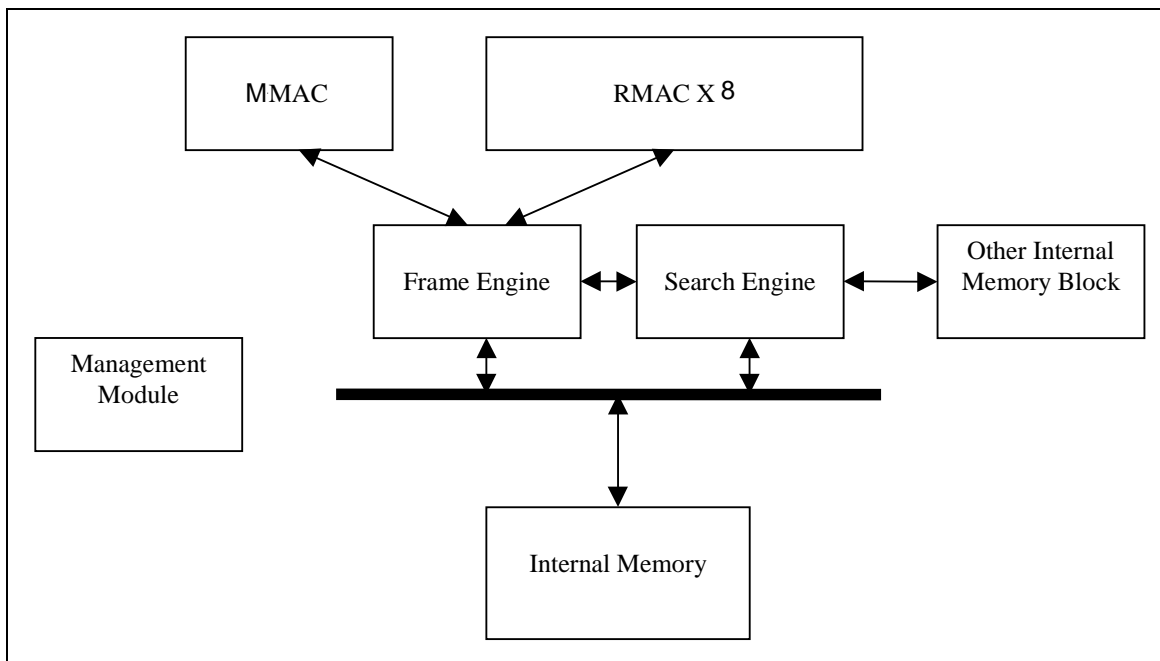 MMAC
RMAC X 8
Frame Engine
Search Engine
Other Internal
Memory Block
Management
Module
Internal Memory